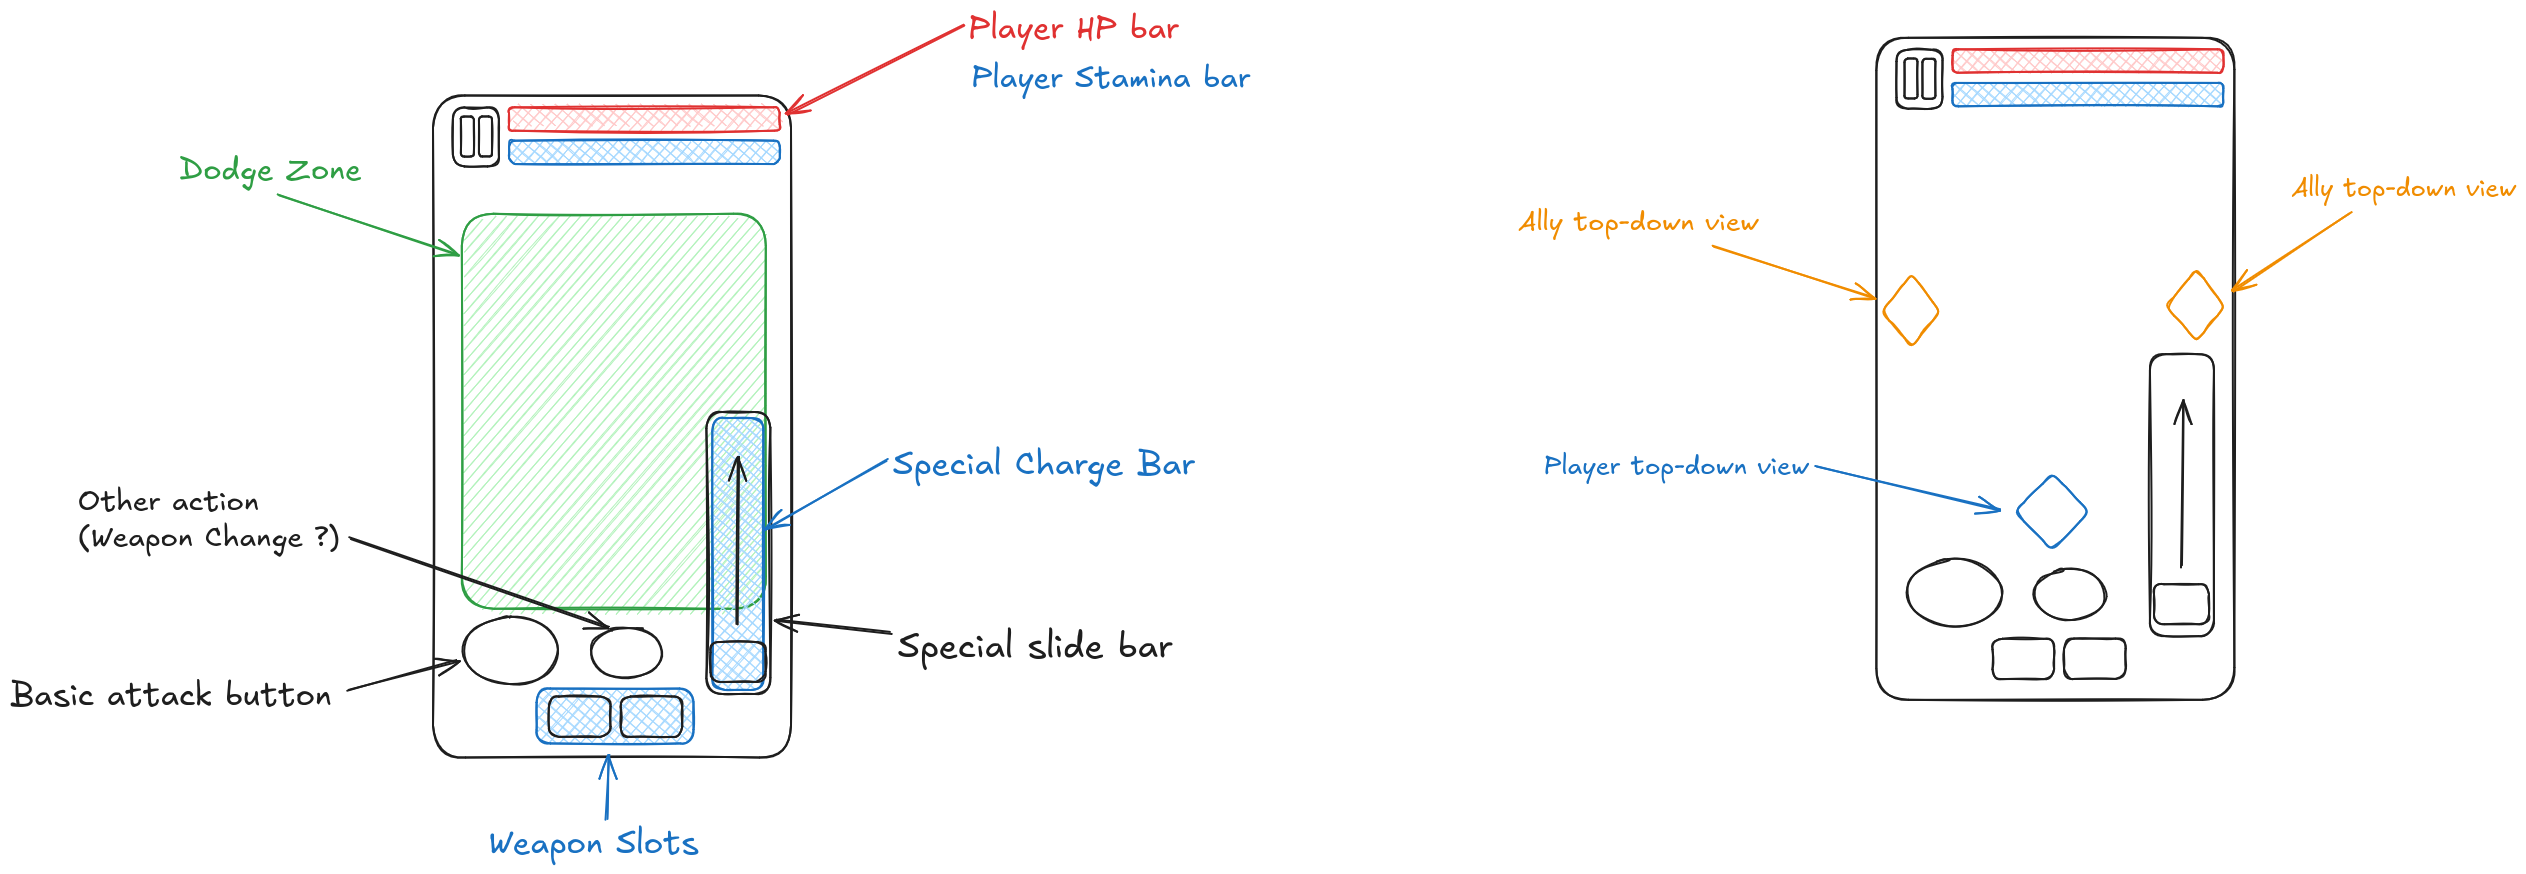 Player HP bar
Player Stamina bar
Dodge Zone
Other action
(Weapon Change ?)
Special Charge Bar
Special slide bar
Basic attack button
Weapon Slots
Ally top-down view
Ally top-down view
Player top-down view